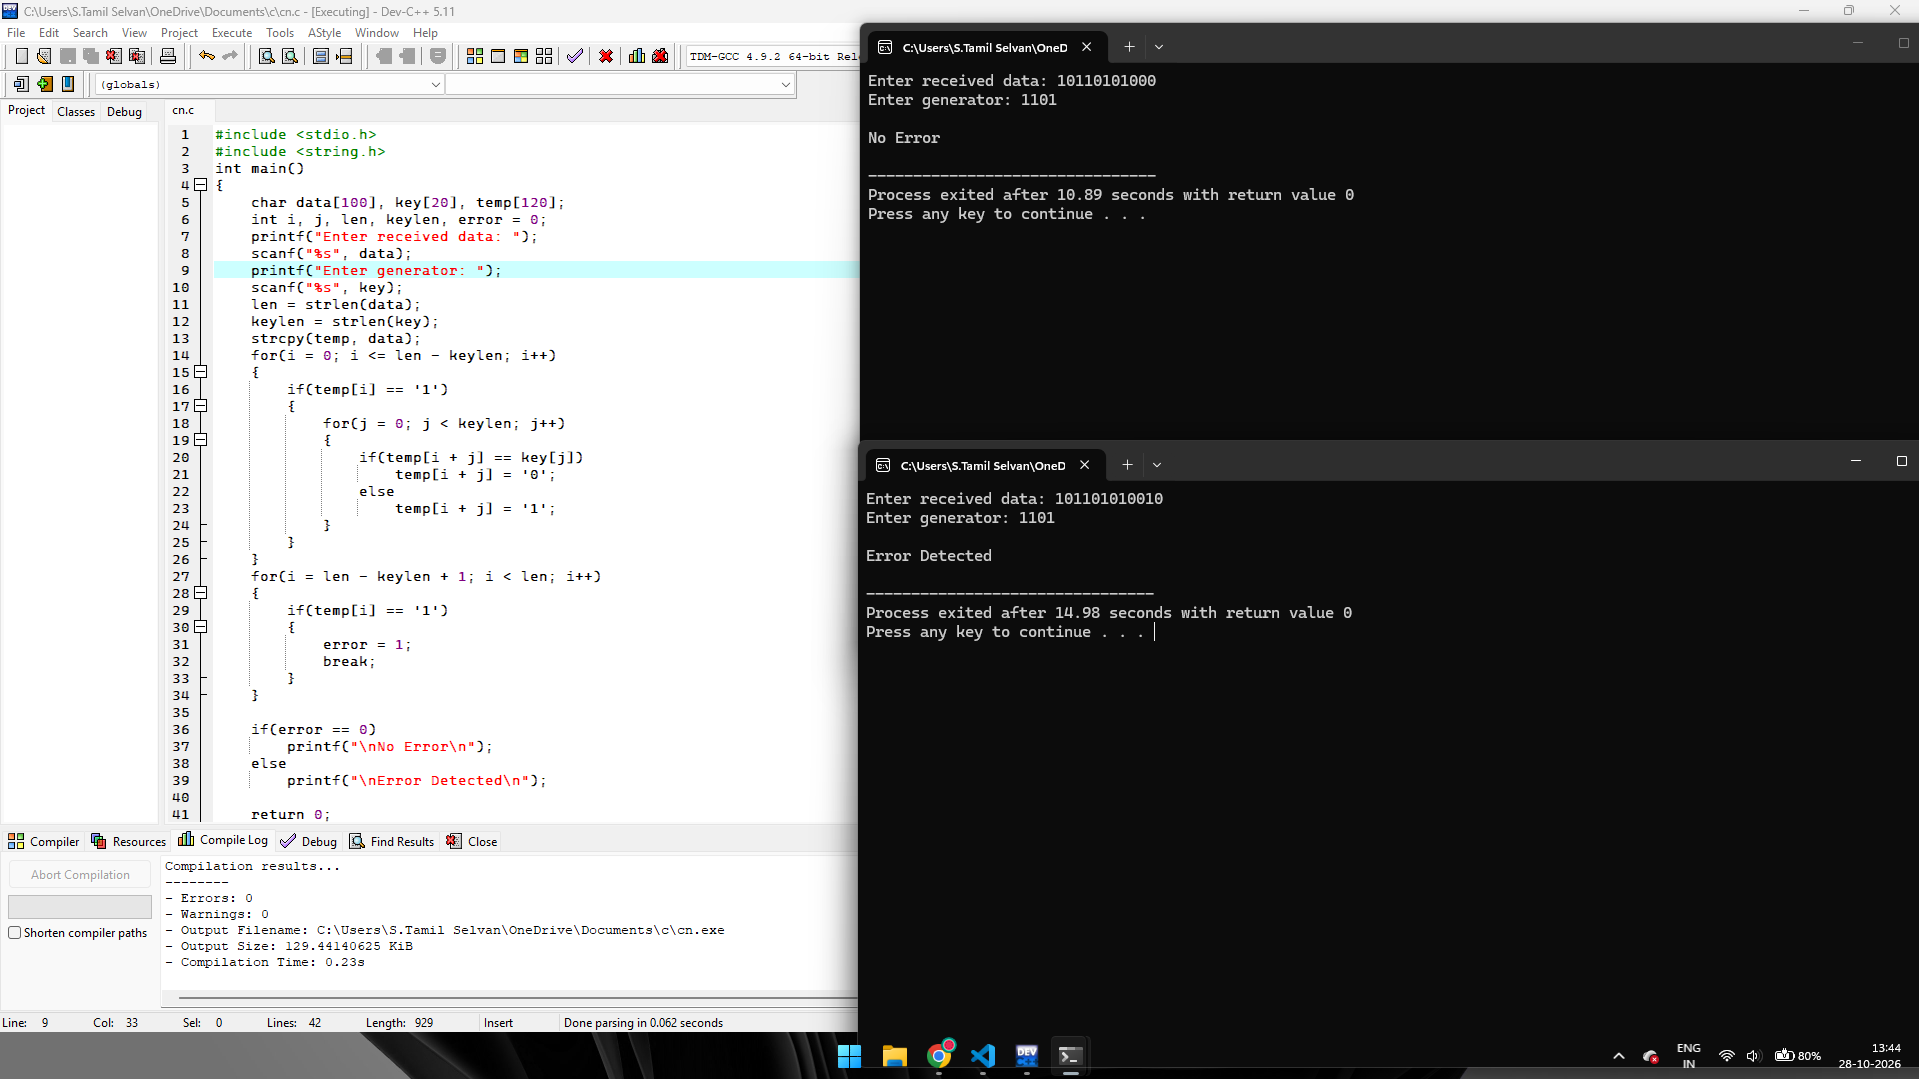 C:\Users\S.Tamil Selvan\OneDrive\Documents\c\cn.c - [Executing] - Dev-C++ 5.11
File Edit Search View Project Execute Tools AStyle Window Help
TDM-GCC 4.9.2 64-bit Rel
(globals)
Project Classes Debug
cn.c
1 #include <stdio.h>
2 #include <string.h>
3 int main()
4 {
5 char data[100], key[20], temp[120];
6 int i, j, len, keylen, error = 0;
7 printf("Enter received data: ");
8 scanf("%s", data);
9 printf("Enter generator: ");
10 scanf("%s", key);
11 len = strlen(data);
12 keylen = strlen(key);
13 strcpy(temp, data);
14 for(i = 0; i <= len - keylen; i++)
15 {
16 if(temp[i] == '1')
17 {
18 for(j = 0; j < keylen; j++)
19 {
20 if(temp[i + j] == key[j])
21 temp[i + j] = '0';
22 else
23 temp[i + j] = '1';
24 }
25 }
26 }
27 for(i = len - keylen + 1; i < len; i++)
28 {
29 if(temp[i] == '1')
30 {
31 error = 1;
32 break;
33 }
34 }
35
36 if(error == 0)
37 printf("\nNo Error\n");
38 else
39 printf("\nError Detected\n");
40
41 return 0;
Compiler Resources Compile Log Debug Find Results Close
Abort Compilation
Shorten compiler paths
Compilation results...
--------
- Errors: 0
- Warnings: 0
- Output Filename: C:\Users\S.Tamil Selvan\OneDrive\Documents\c\cn.exe
- Output Size: 129.44140625 KiB
- Compilation Time: 0.23s
Line: 9 Col: 33 Sel: 0 Lines: 42 Length: 929 Insert Done parsing in 0.062 seconds
C:\Users\S.Tamil Selvan\OneD
Enter received data: 10110101000
Enter generator: 1101
No Error
--------------------------------
Process exited after 10.89 seconds with return value 0
Press any key to continue . . .
C:\Users\S.Tamil Selvan\OneD
Enter received data: 101101010010
Enter generator: 1101
Error Detected
--------------------------------
Process exited after 14.98 seconds with return value 0
Press any key to continue . . .
DEV
ENG
IN
80%
13:44
28-10-2026